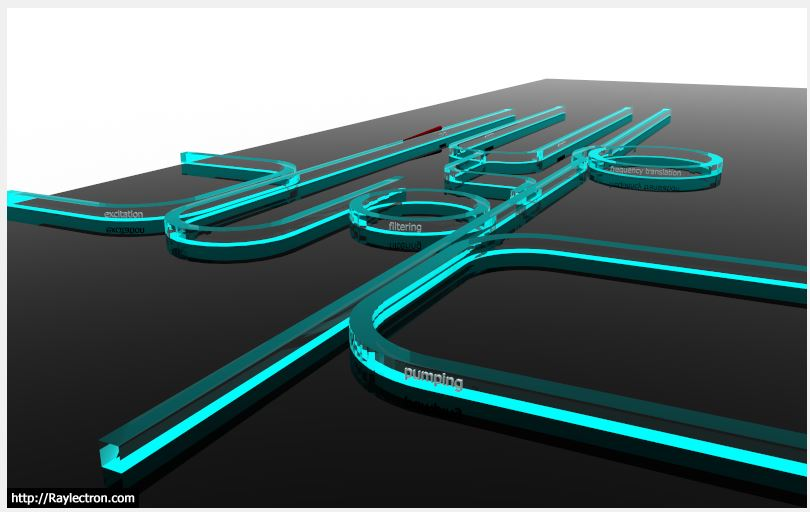 excitation
filtering
frequency translation
pumping
http://Raylectron.com